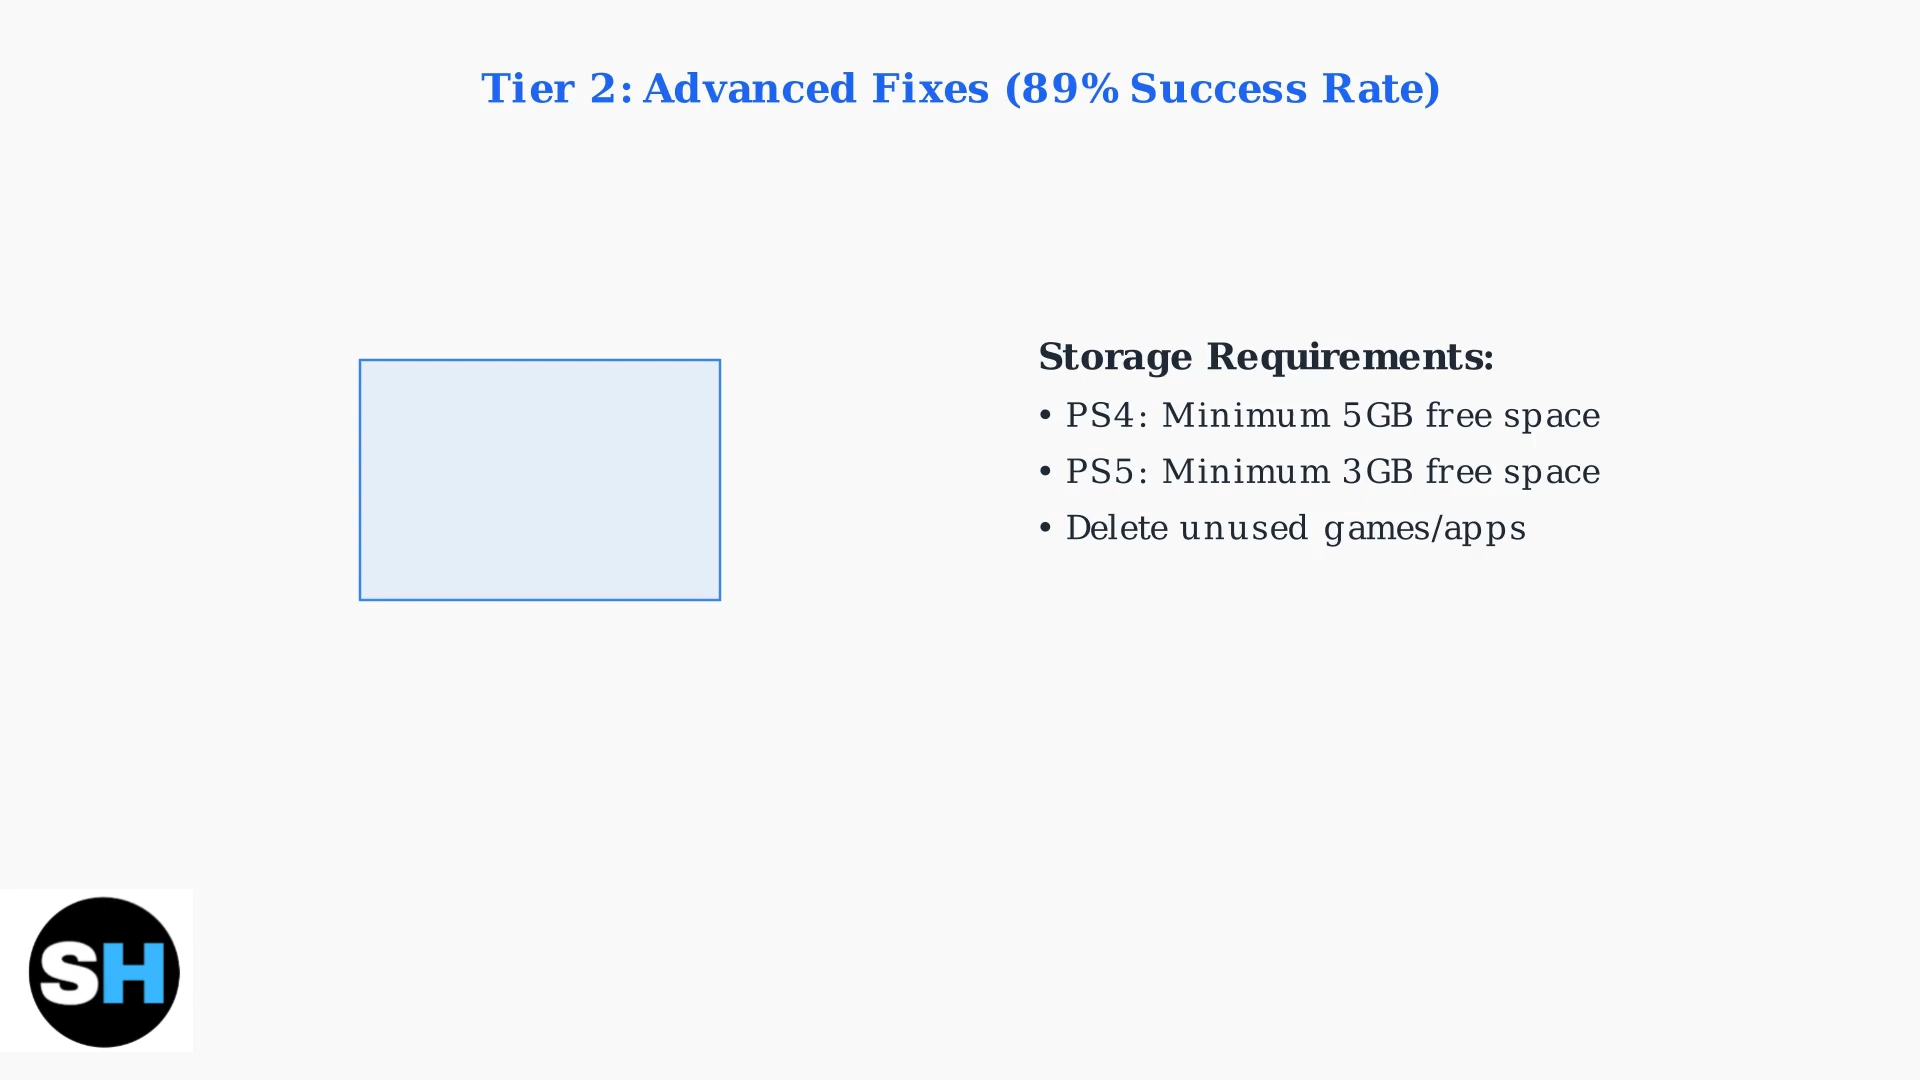 Tier 2: Advanced Fixes (89% Success Rate)
Storage Requirements:
• PS4: Minimum 5GB free space
• PS5: Minimum 3GB free space
• Delete unused games/apps
SH